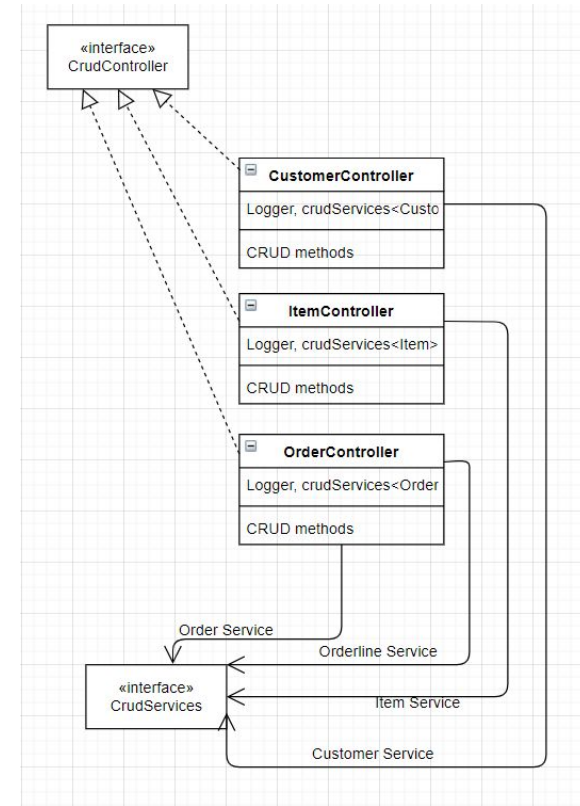 «interface»
CrudController
CustomerController
Logger, crudServices<Custo
CRUD methods
ItemController
Logger, crudServices<Item>
CRUD methods
OrderController
Logger, crudServices<Order
CRUD methods
Order Service
Orderline Service
«interface»
CrudServices
Item Service
Customer Service